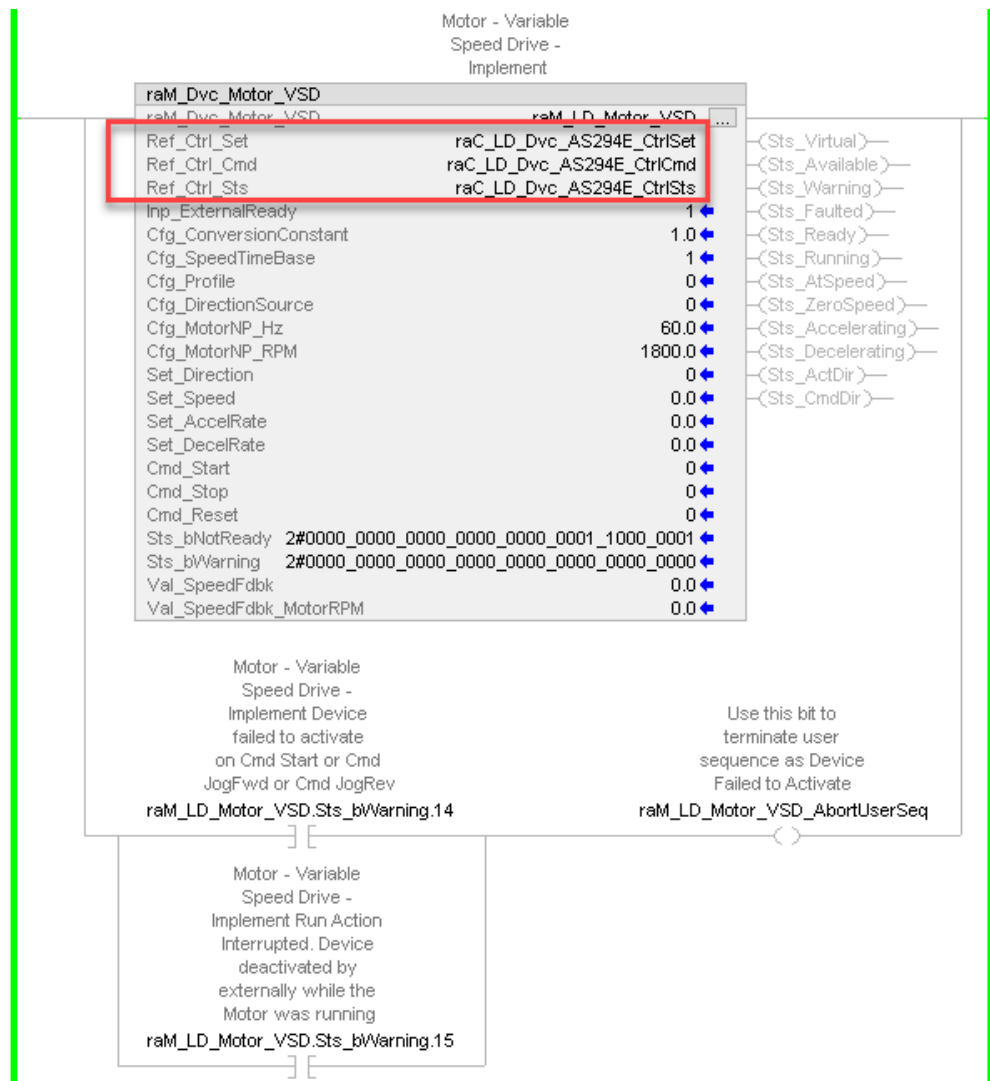 Motor - Variable
Speed Drive -
Implement
raM_Dvc_Motor_VSD
raM_Dvc_Motor_VSD raM_LD_Motor_VSD ...
Ref_Ctrl_Set raC_LD_Dvc_AS294E_CtrlSet
Ref_Ctrl_Cmd raC_LD_Dvc_AS294E_CtrlCmd
Ref_Ctrl_Sts raC_LD_Dvc_AS294E_CtrlSts
Inp_ExternalReady 1
Cfg_ConversionConstant 1.0
Cfg_SpeedTimeBase 1
Cfg_Profile 0
Cfg_DirectionSource 0
Cfg_MotorNP_Hz 60.0
Cfg_MotorNP_RPM 1800.0
Set_Direction 0
Set_Speed 0.0
Set_AccelRate 0.0
Set_DecelRate 0.0
Cmd_Start 0
Cmd_Stop 0
Cmd_Reset 0
Sts_bNotReady 2#0000_0000_0000_0000_0000_0001_1000_0001
Sts_bWarning 2#0000_0000_0000_0000_0000_0000_0000_0000
Val_SpeedFdbk 0.0
Val_SpeedFdbk_MotorRPM 0.0
(Sts_Virtual)
(Sts_Available)
(Sts_Warning)
(Sts_Faulted)
(Sts_Ready)
(Sts_Running)
(Sts_AtSpeed)
(Sts_ZeroSpeed)
(Sts_Accelerating)
(Sts_Decelerating)
(Sts_ActDir)
(Sts_CmdDir)
Motor - Variable
Speed Drive -
Implement Device
failed to activate
on Cmd Start or Cmd
JogFwd or Cmd JogRev
raM_LD_Motor_VSD.Sts_bWarning.14
Use this bit to
terminate user
sequence as Device
Failed to Activate
raM_LD_Motor_VSD_AbortUserSeq
Motor - Variable
Speed Drive -
Implement Run Action
Interrupted. Device
deactivated by
externally while the
Motor was running
raM_LD_Motor_VSD.Sts_bWarning.15